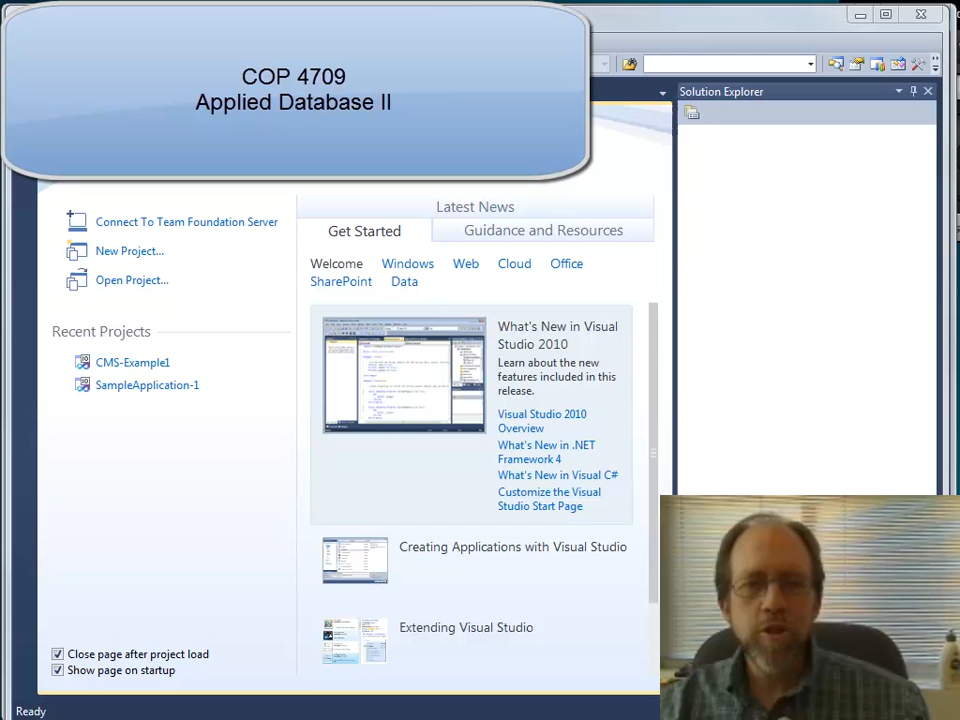 COP 4709
Applied Database II
Solution Explorer
Connect To Team Foundation Server
New Project...
Open Project...
Recent Projects
CMS-Example1
SampleApplication-1
Close page after project load
Show page on startup
Latest News
Get Started
Guidance and Resources
Welcome Windows Web Cloud Office
SharePoint Data
What's New in Visual
Studio 2010
Learn about the new
features included in this
release.
Visual Studio 2010
Overview
What's New in .NET
Framework 4
What's New in Visual C#
Customize the Visual
Studio Start Page
Creating Applications with Visual Studio
Extending Visual Studio
Ready